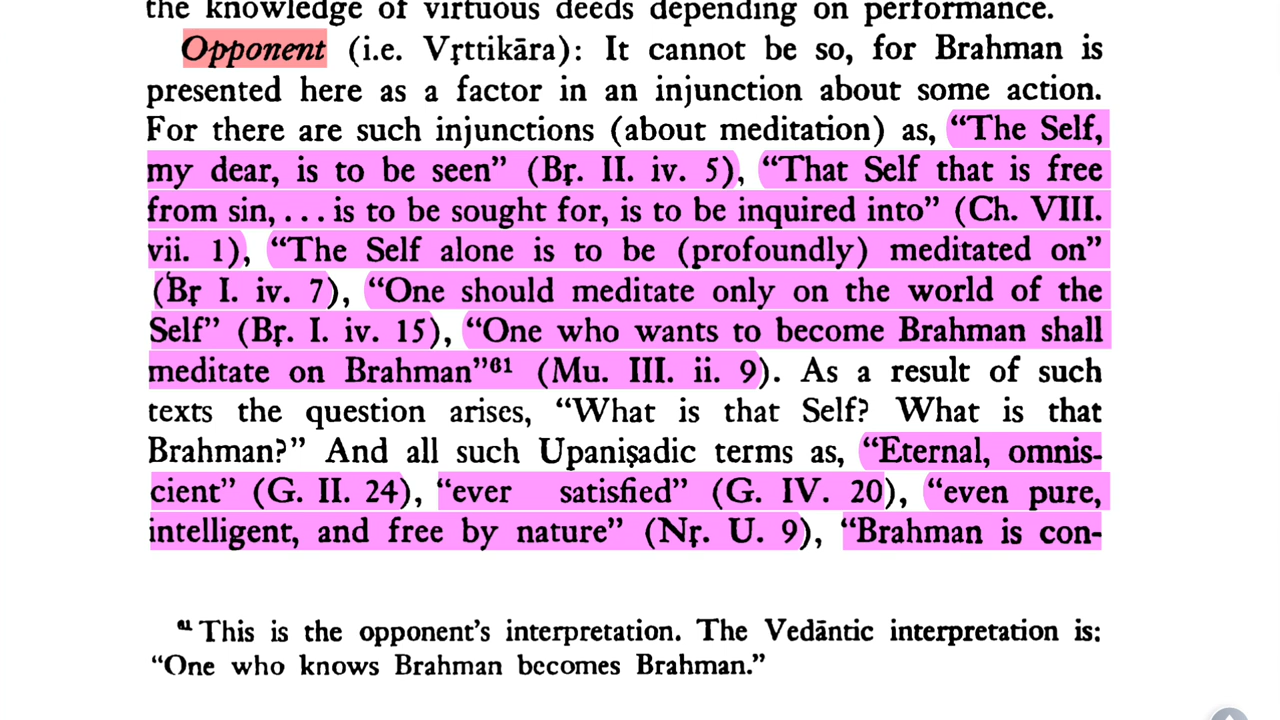 the knowledge of virtuous deeds depending on performance.
Opponent (i.e. Vṛttikāra): It cannot be so, for Brahman is
presented here as a factor in an injunction about some action.
For there are such injunctions (about meditation) as, “The Self,
my dear, is to be seen” (Bṛ. II. iv. 5), “That Self that is free
from sin,... is to be sought for, is to be inquired into” (Ch. VIII.
vii. 1), “The Self alone is to be (profoundly) meditated on”
(Bṛ I. iv. 7), “One should meditate only on the world of the
Self” (Bṛ. I. iv. 15), “One who wants to become Brahman shall
meditate on Brahman”⁶¹ (Mu. III. ii. 9). As a result of such
texts the question arises, “What is that Self? What is that
Brahman?” And all such Upaniṣadic terms as, “Eternal, omnis-
cient” (G. II. 24), “ever satisfied” (G. IV. 20), “even pure,
intelligent, and free by nature” (Nṛ. U. 9), “Brahman is con-
⁶¹ This is the opponent’s interpretation. The Vedāntic interpretation is:
“One who knows Brahman becomes Brahman.”